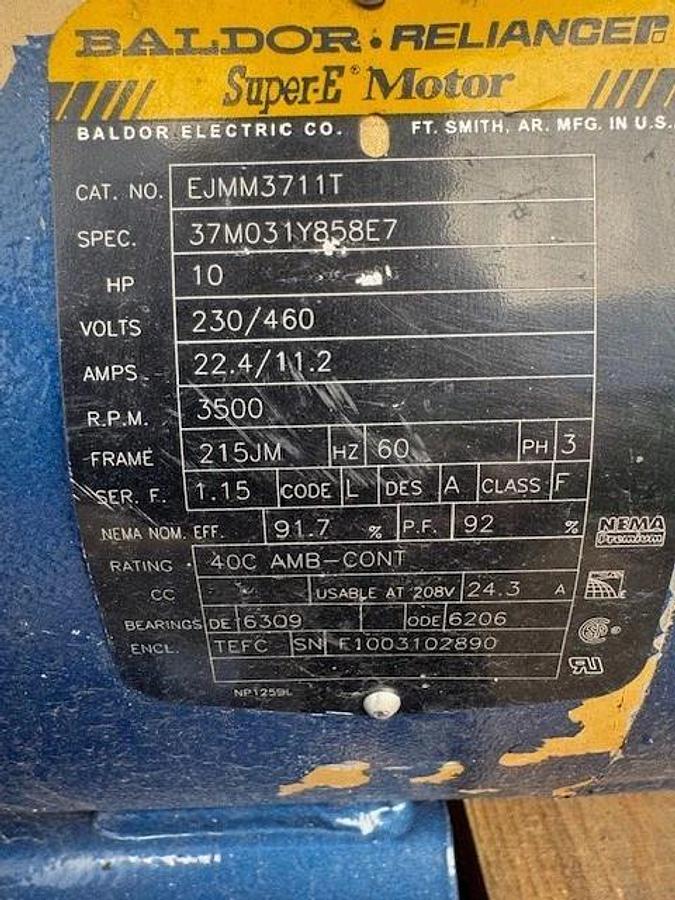 BALDOR • RELIANCER
Super-E® Motor
BALDOR ELECTRIC CO. FT. SMITH, AR. MFG. IN U.S.
CAT. NO. EJMM3711T
SPEC. 37M031Y858E7
HP 10
VOLTS 230/460
AMPS 22.4/11.2
R.P.M. 3500
FRAME 215JM HZ 60 PH 3
SER. F. 1.15 CODE L DES A CLASS F
NEMA NOM. EFF. 91.7 % P.F. 92 %
NEMA
Premium
RATING 40C AMB-CONT
CC USABLE AT 208V 24.3 A
BEARINGS DE 6309 ODE 6206
ENCL. TEFC SN F1003102890
NP1259L